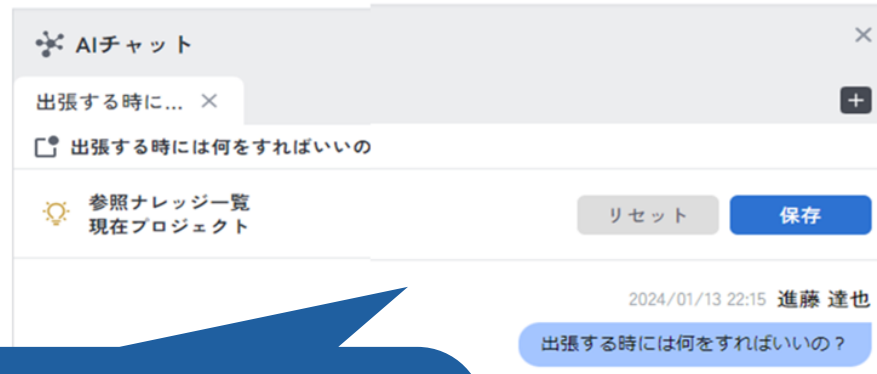 AIチャット
出張する時に...
出張する時には何をすればいいの
参照ナレッジ一覧
現在プロジェクト
リセット
保存
2024/01/13 22:15 進藤 達也
出張する時には何をすればいいの？